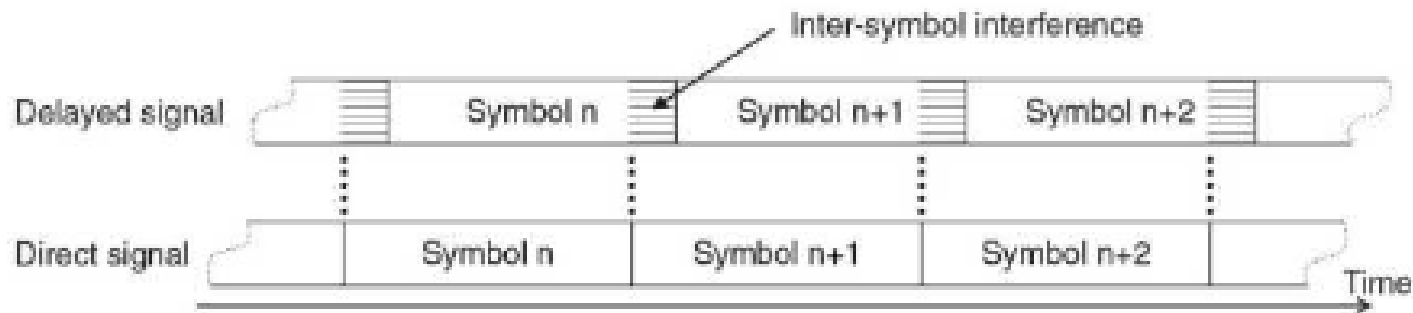 Inter-symbol interference
Delayed signal
Symbol n
Symbol n+1
Symbol n+2
Direct signal
Symbol n
Symbol n+1
Symbol n+2
Time